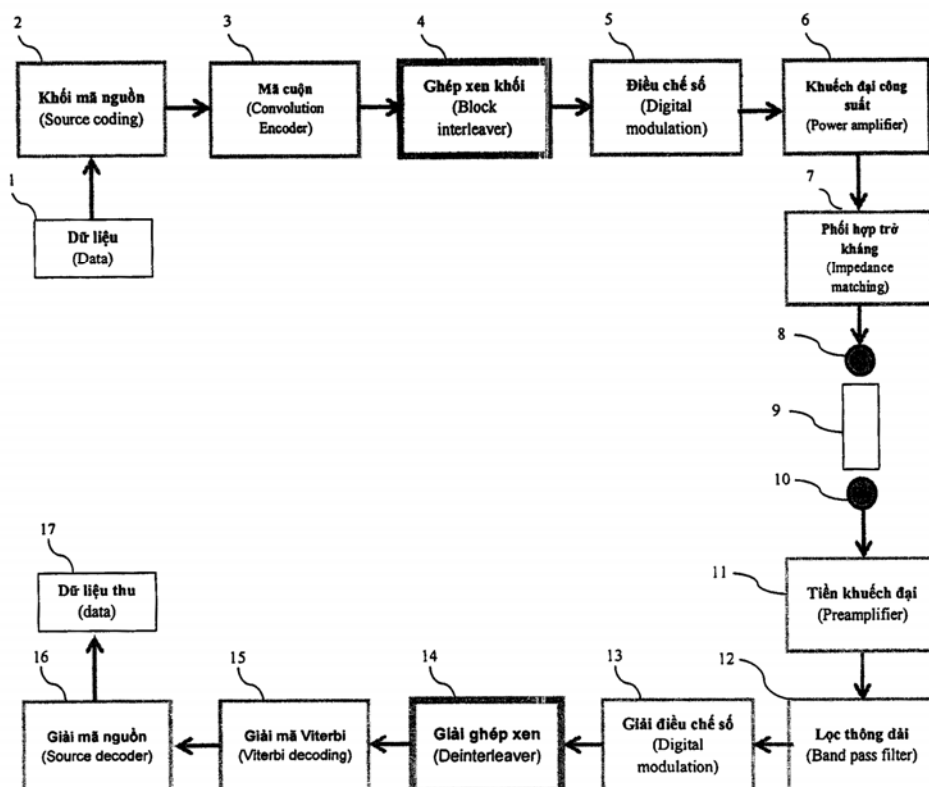 2
3
4
5
6
Khối mã nguồn
(Source coding)
Mã cuộn
(Convolution
Encoder)
Ghép xen khối
(Block
interleaver)
Điều chế số
(Digital
modulation)
Khuếch đại công
suất
(Power amplifier)
1
Dữ liệu
(Data)
7
Phối hợp trở
kháng
(Impedance
matching)
8
9
10
17
Dữ liệu thu
(data)
11
Tiền khuếch đại
(Preamplifier)
16
15
14
13
12
Giải mã nguồn
(Source decoder)
Giải mã Viterbi
(Viterbi decoding)
Giải ghép xen
(Deinterleaver)
Giải điều chế số
(Digital
modulation)
Lọc thông dải
(Band pass filter)